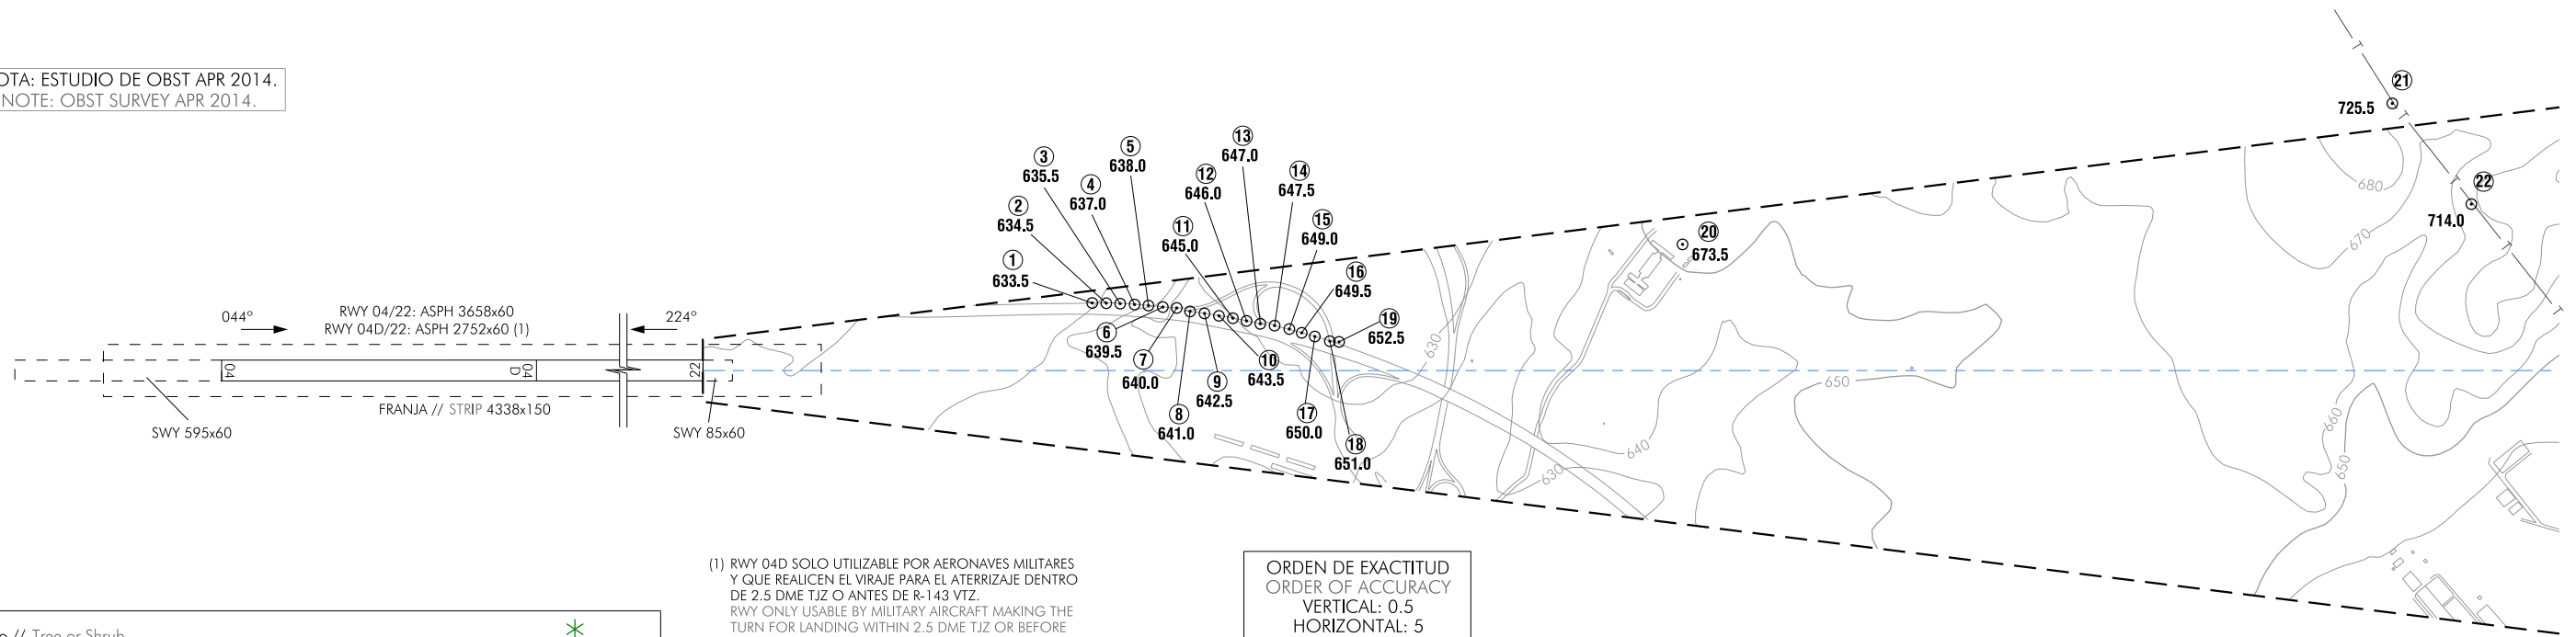 OTA: ESTUDIO DE OBST APR 2014.
NOTE: OBST SURVEY APR 2014.
21
725.5
680
22
714.0
670
13
647.0
5
638.0
3
635.5
12
646.0
14
647.5
4
637.0
2
634.5
11
645.0
15
649.0
20
673.5
1
633.5
16
649.5
044º
RWY 04/22: ASPH 3658x60
RWY 04D/22: ASPH 2752x60 (1)
224º
6
639.5
19
652.5
630
7
640.0
10
643.5
04
04
D
22
9
642.5
650
FRANJA // STRIP 4338x150
8
641.0
17
650.0
660
SWY 595x60
SWY 85x60
18
651.0
640
630
650
(1) RWY 04D SOLO UTILIZABLE POR AERONAVES MILITARES
Y QUE REALICEN EL VIRAJE PARA EL ATERRIZAJE DENTRO
DE 2.5 DME TJZ O ANTES DE R-143 VTZ.
RWY ONLY USABLE BY MILITARY AIRCRAFT MAKING THE
TURN FOR LANDING WITHIN 2.5 DME TJZ OR BEFORE
ORDEN DE EXACTITUD
ORDER OF ACCURACY
VERTICAL: 0.5
HORIZONTAL: 5
// Tree or Shrub